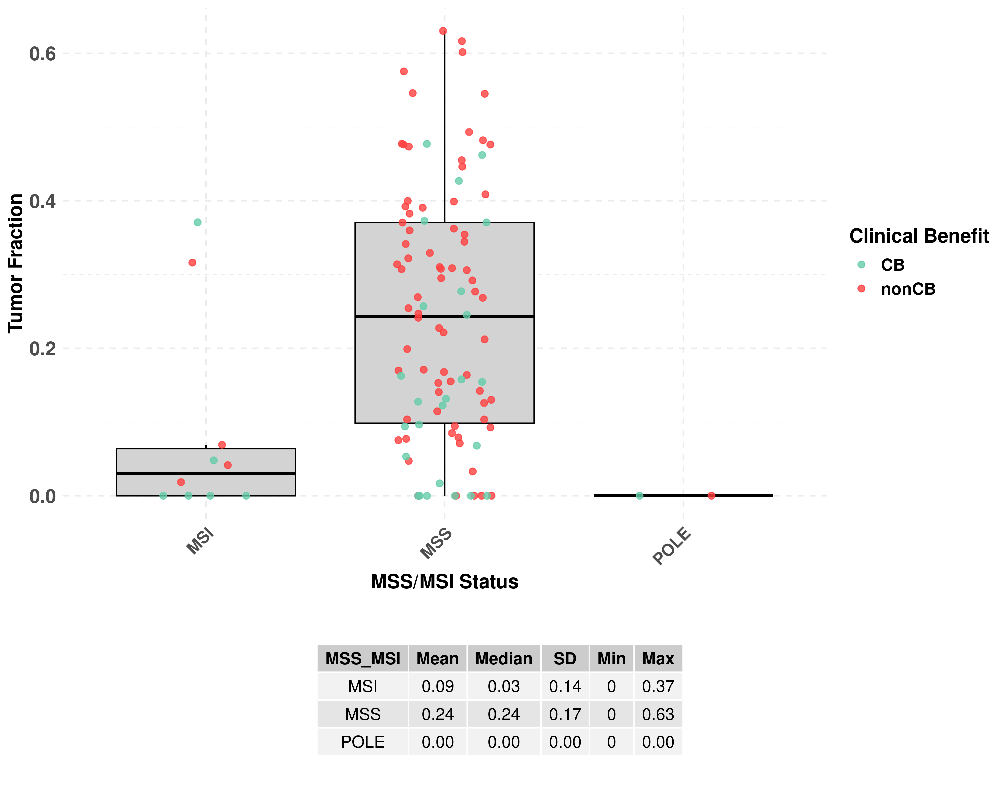 0.6
0.4
0.2
0.0
Tumor Fraction
MSI
MSS
POLE
MSS/MSI Status
Clinical Benefit
CB
nonCB
MSS_MSI Mean Median SD Min Max
MSI 0.09 0.03 0.14 0 0.37
MSS 0.24 0.24 0.17 0 0.63
POLE 0.00 0.00 0.00 0 0.00